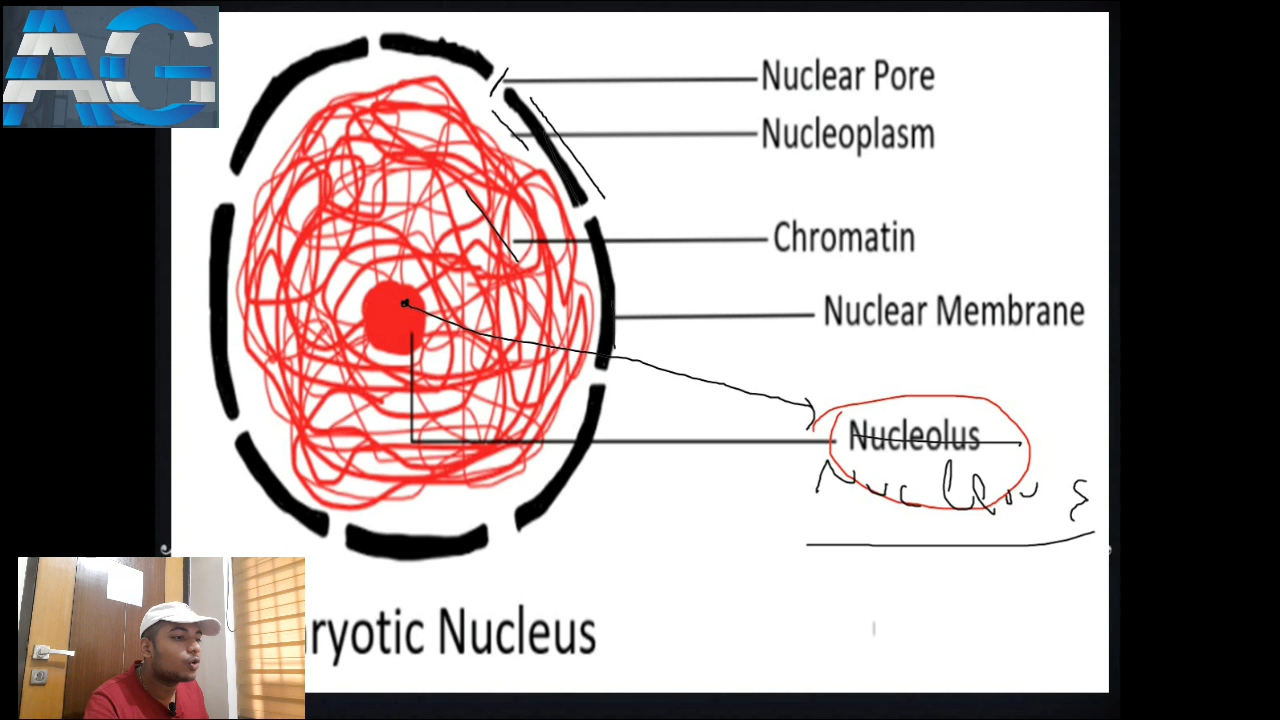 AG
Nuclear Pore
Nucleoplasm
Chromatin
Nuclear Membrane
Nucleolus
ryotic Nucleus